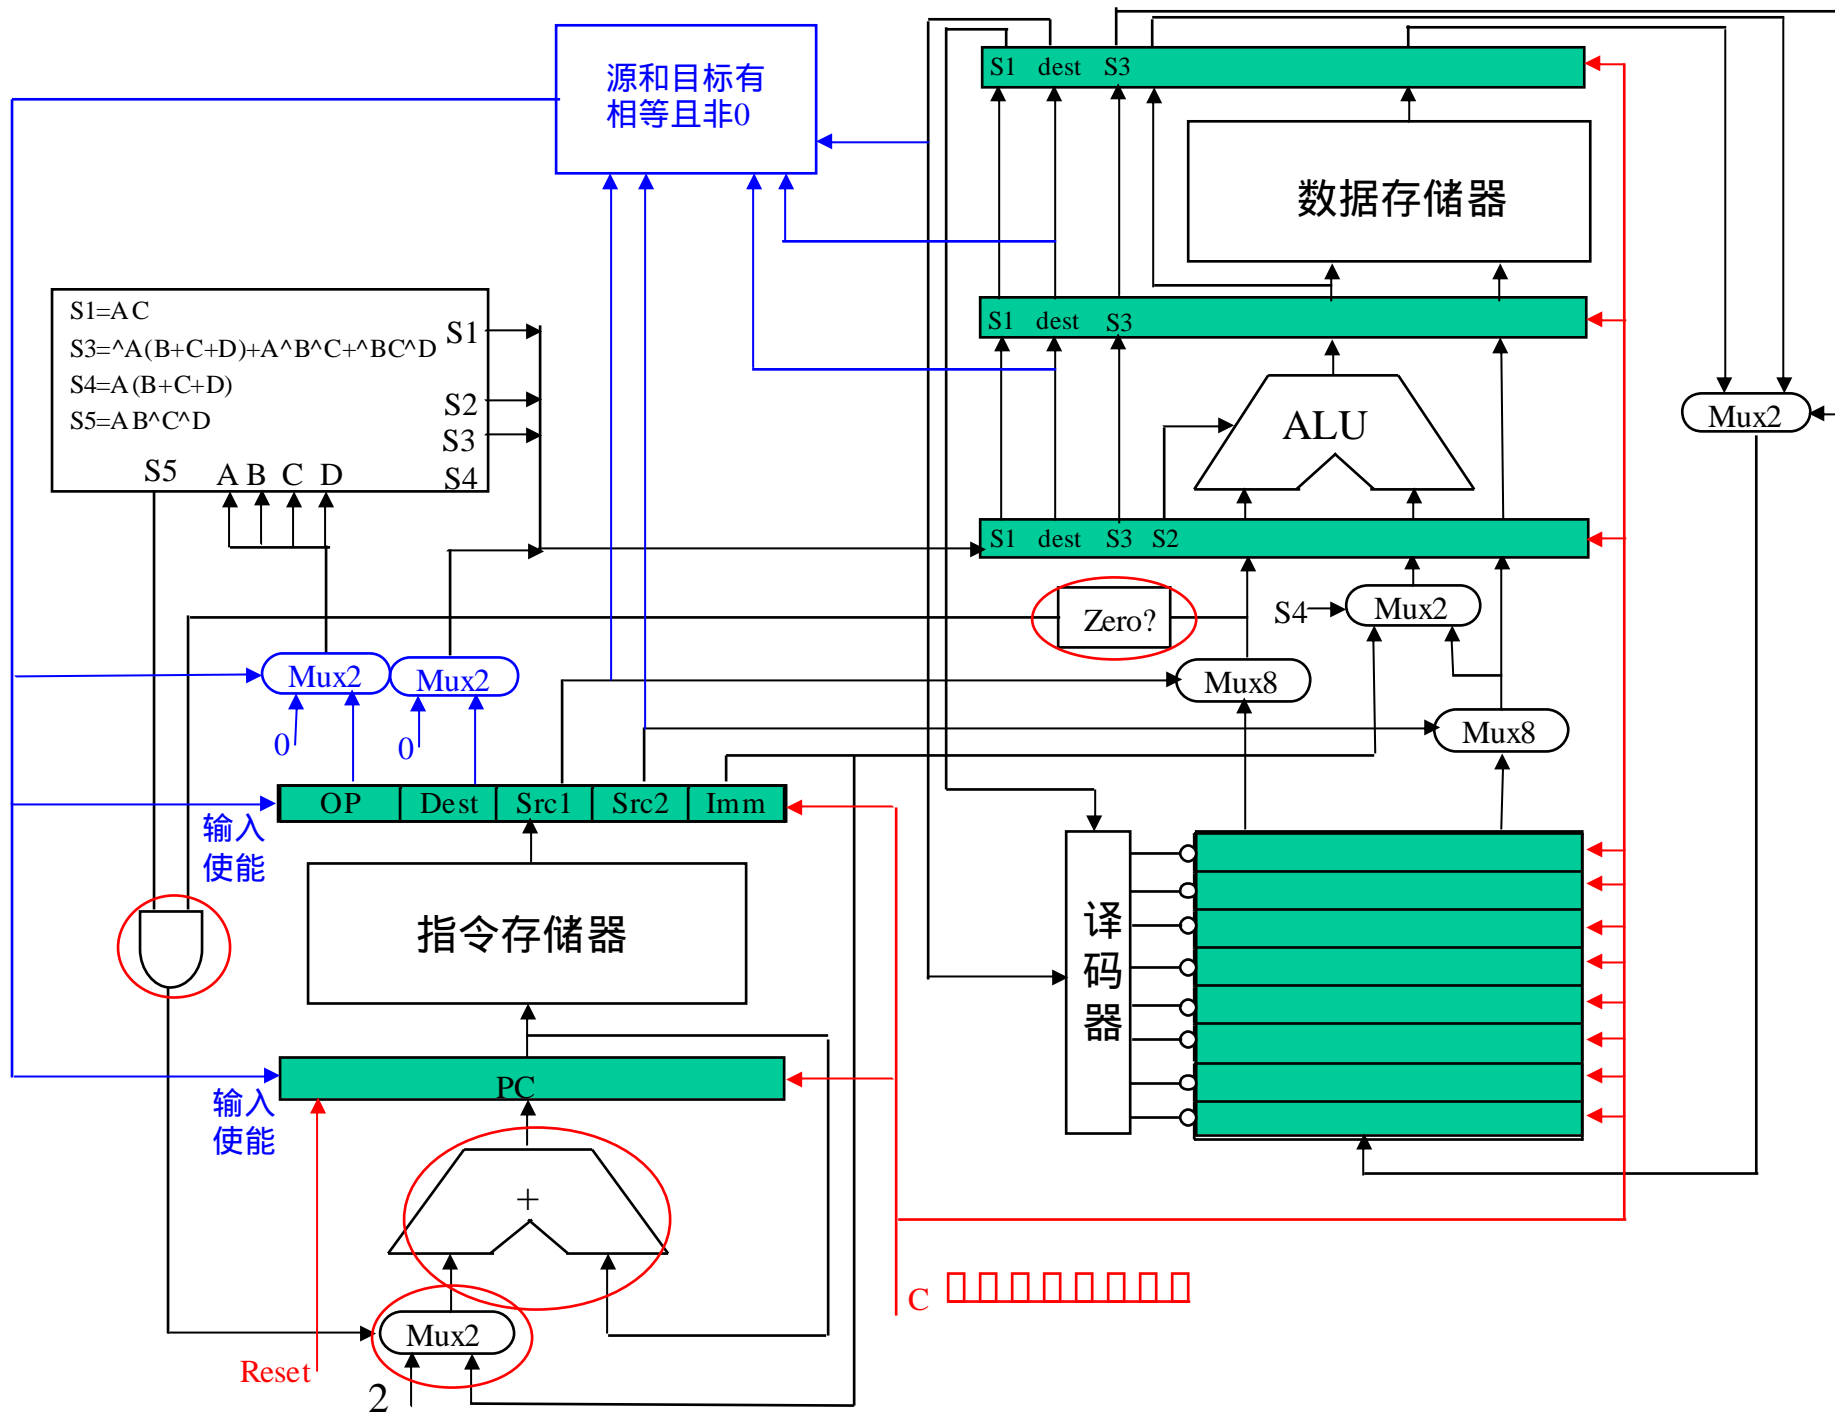 源和目标有
相等且非0
S1 dest S3
数据存储器
S1=AC
S3=^A(B+C+D)+A^B^C+^BC^D
S4=A(B+C+D)
S5=AB^C^D
S1
S2
S3
S4
S5 A B C D
S1 dest S3
ALU
Mux2
S1 dest S3 S2
Zero?
S4
Mux2
Mux2
Mux2
Mux8
Mux8
0
0
OP Dest Src1 Src2 Imm
输入
使能
指令存储器
译
码
器
PC
输入
使能
+
C
Mux2
Reset
2